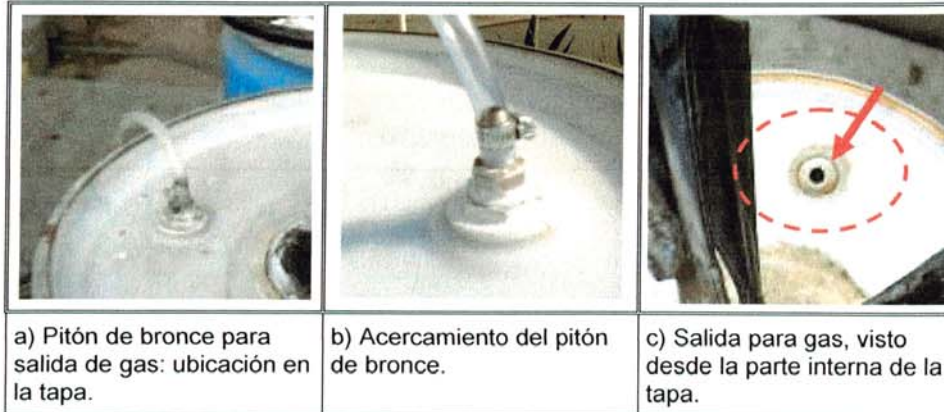 a) Pitón de bronce para
salida de gas: ubicación en
la tapa.
b) Acercamiento del pitón
de bronce.
c) Salida para gas, visto
desde la parte interna de la
tapa.